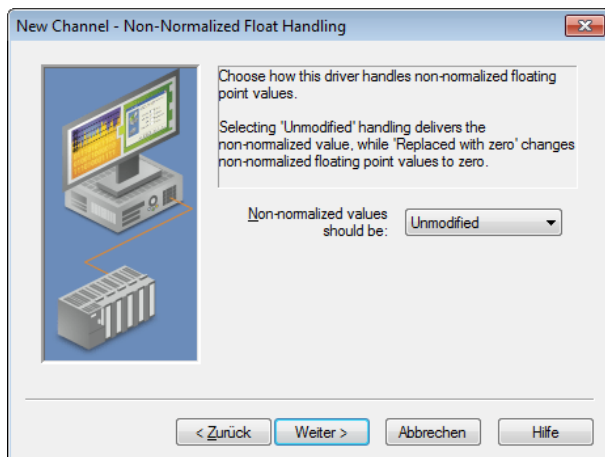 New Channel - Non-Normalized Float Handling
Choose how this driver handles non-normalized floating
point values.
Selecting 'Unmodified' handling delivers the
non-normalized value, while 'Replaced with zero' changes
non-normalized floating point values to zero.
Non-normalized values
should be:
Unmodified
< Zurück
Weiter >
Abbrechen
Hilfe